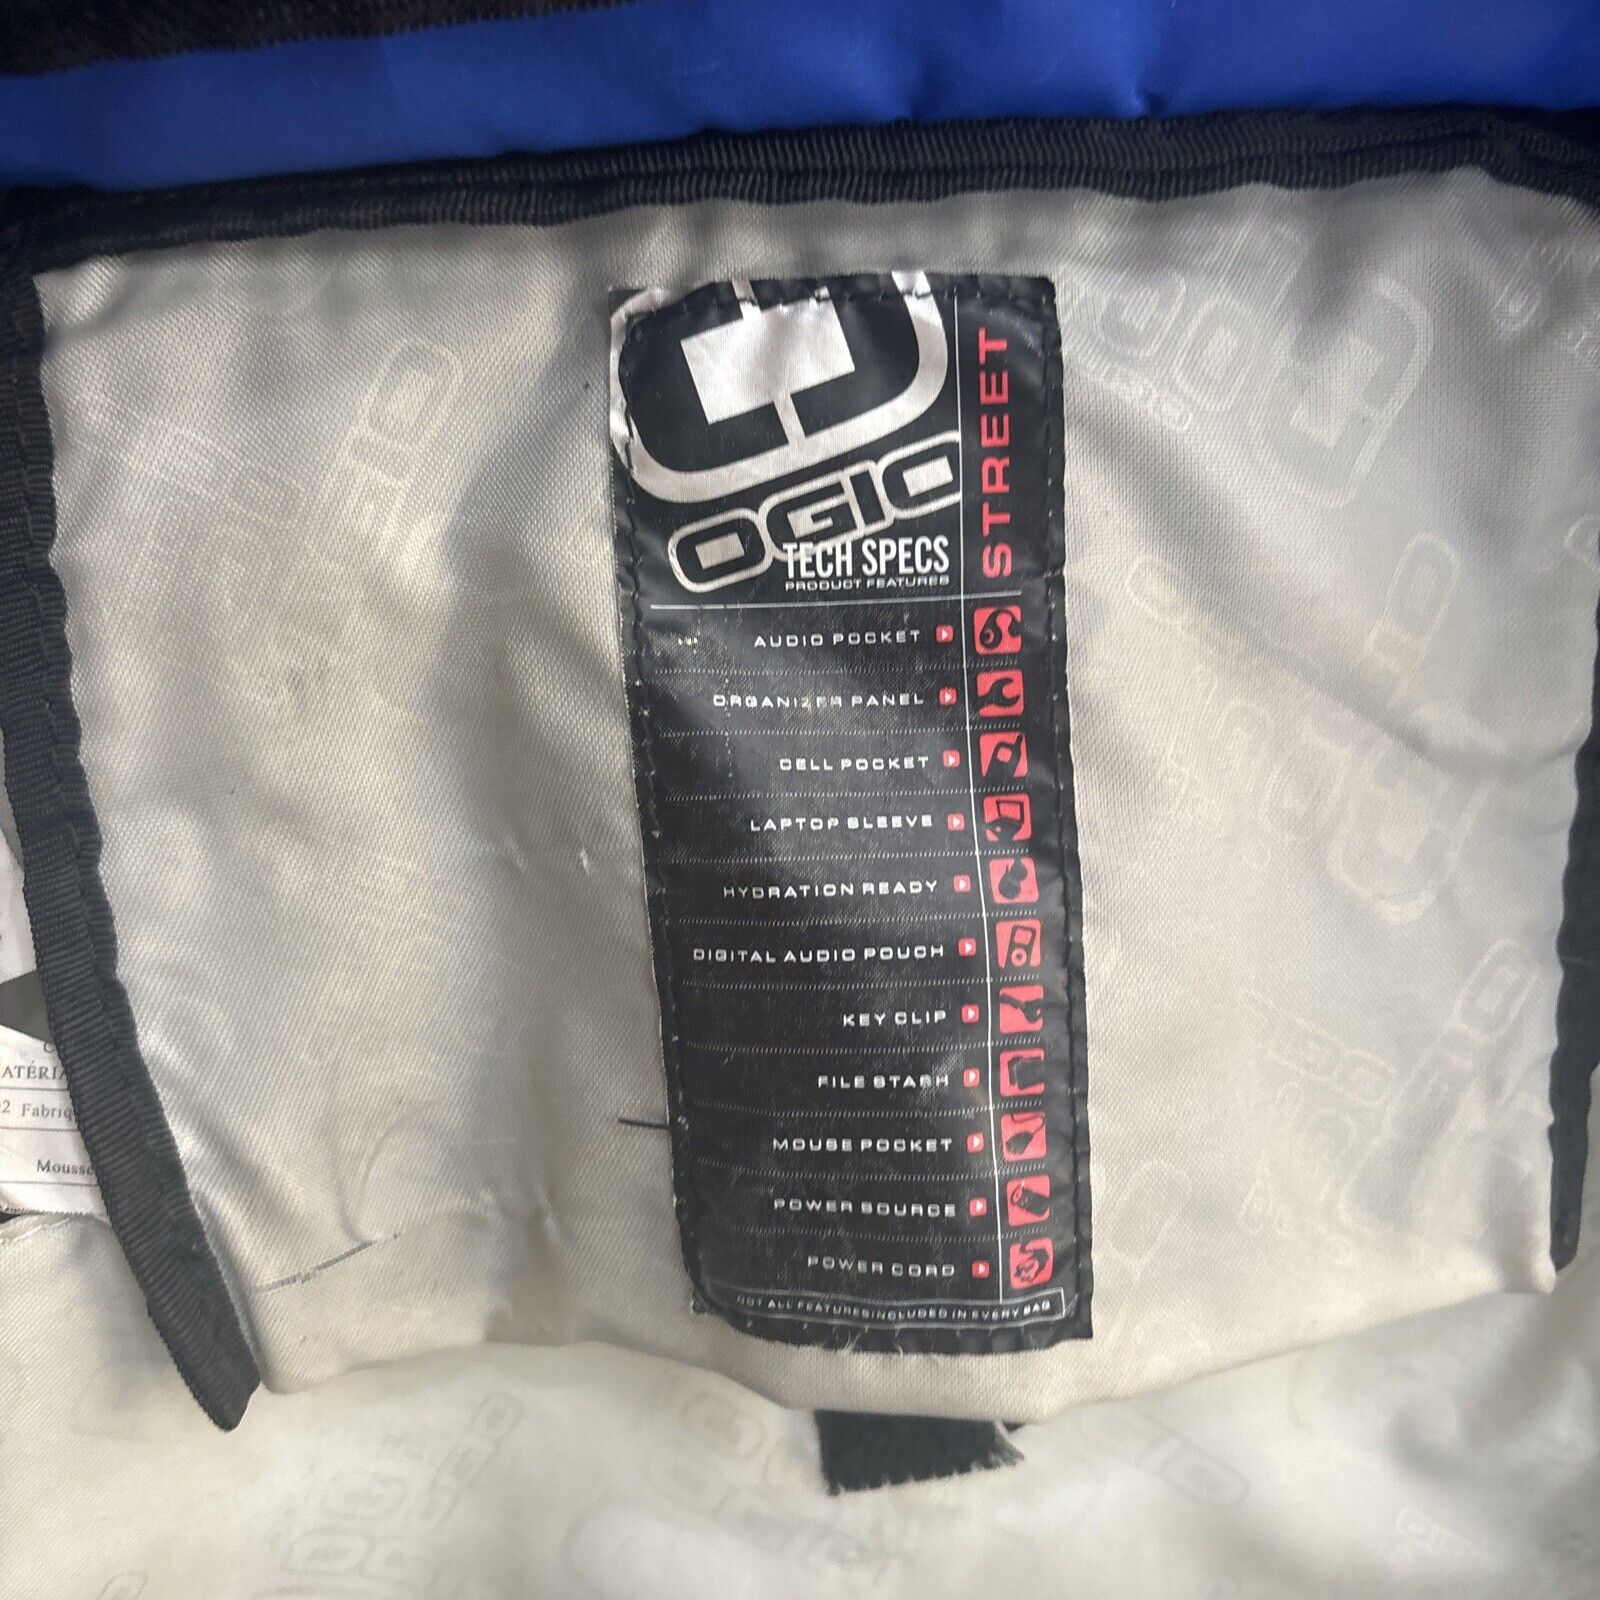 OGIO
TECH SPECS
PRODUCT FEATURES
STREET
AUDIO POCKET
ORGANIZER PANEL
CELL POCKET
LAPTOP SLEEVE
HYDRATION READY
DIGITAL AUDIO POUCH
KEY CLIP
FILE STASH
MOUSE POCKET
POWER SOURCE
POWER CORD
NOT ALL FEATURES INCLUDED IN EVERY BAG
ATÉRIA
2 Fabriq
Mousse